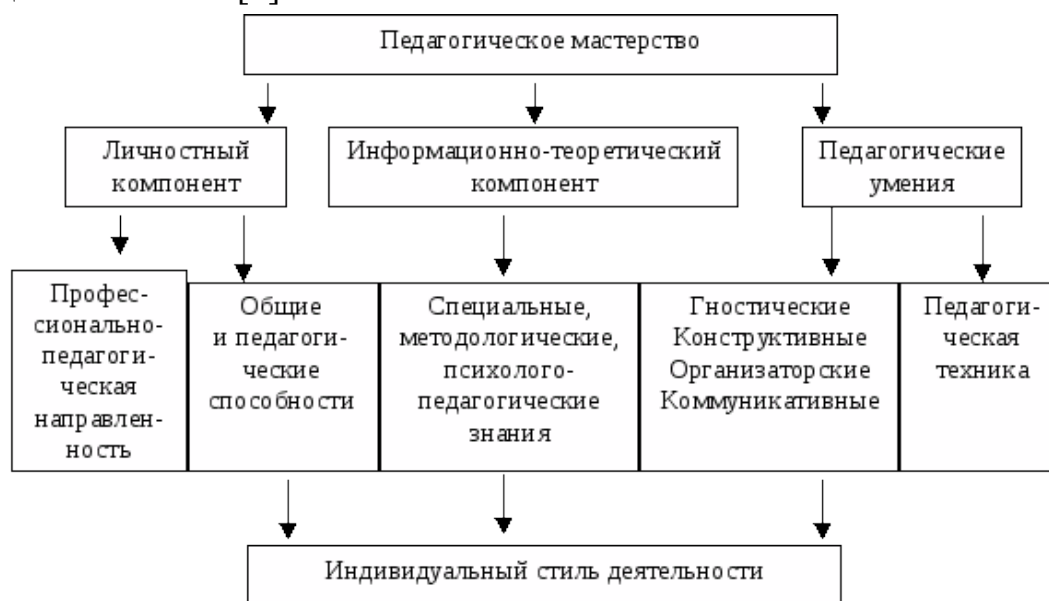 Педагогическое мастерство
Личностный
компонент
Информационно-теоретический
компонент
Педагогические
умения
Профес-
сионально-
педагоги-
ческая
направлен-
ность
Общие
и педагоги-
ческие
способности
Специальные,
методологические,
психолого-
педагогические
знания
Гностические
Конструктивные
Организаторские
Коммуникативные
Педагоги-
ческая
техника
Индивидуальный стиль деятельности